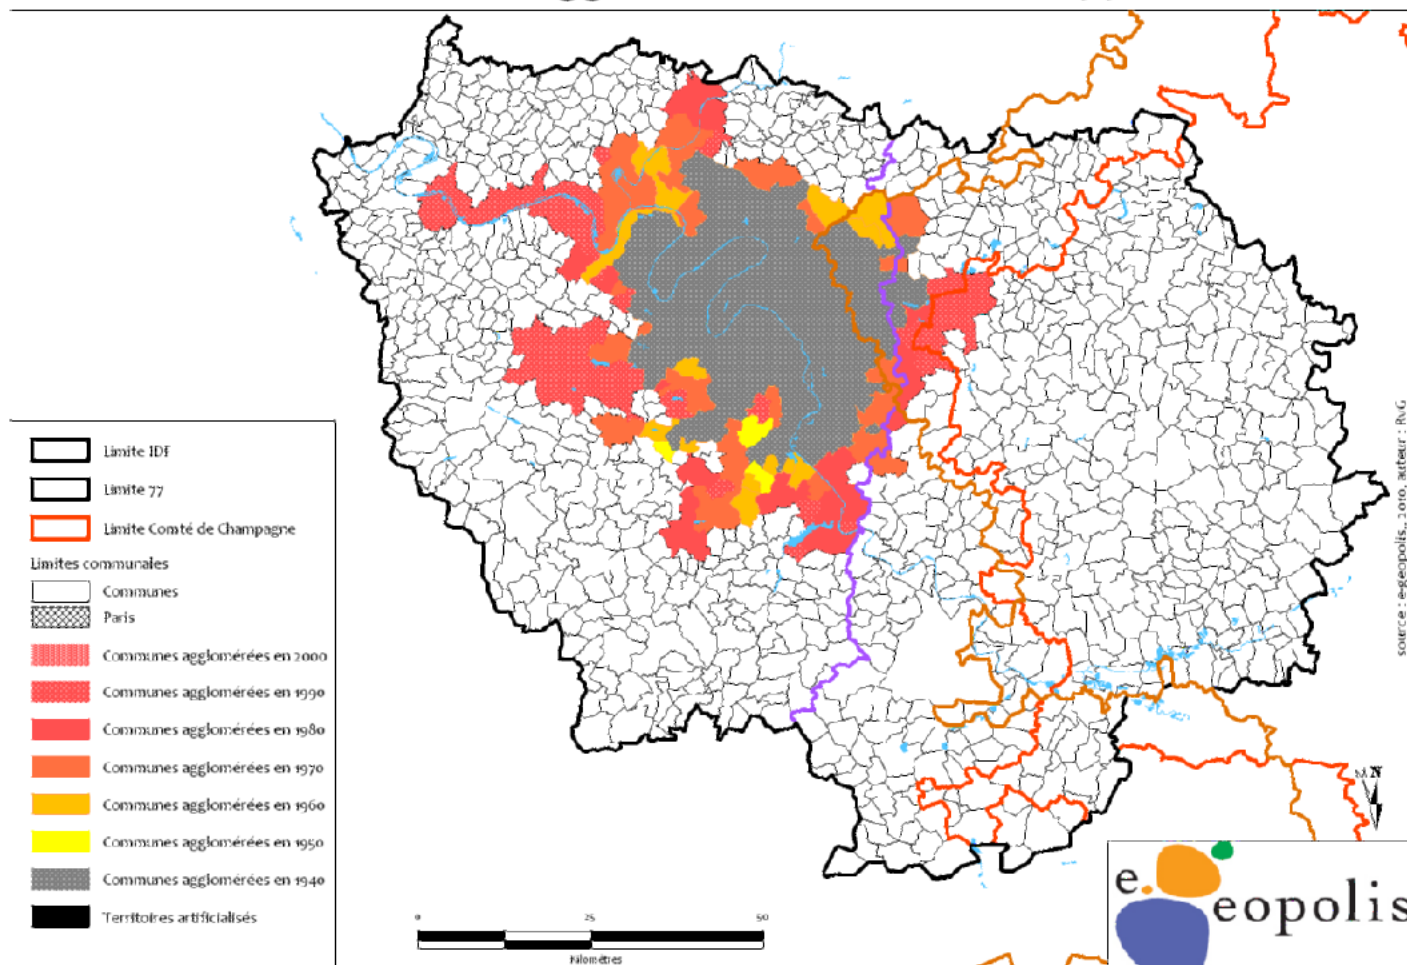 Limite IDF
Limite 77
Limite Comté de Champagne
Limites communales
Communes
Paris
Communes agglomérées en 2000
Communes agglomérées en 1990
Communes agglomérées en 1980
Communes agglomérées en 1970
Communes agglomérées en 1960
Communes agglomérées en 1950
Communes agglomérées en 1940
Territoires artificialisés
0 25 50
Kilomètres
source : e-geopolis, 2010, auteur : RvG
e.
eopolis